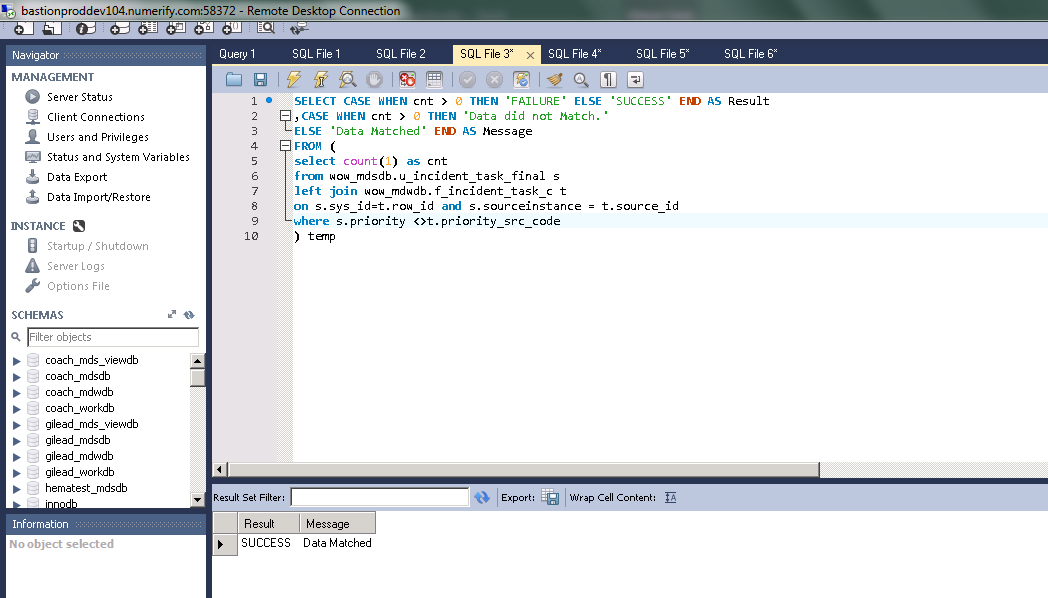 bastionproddev104.numerify.com:58372 - Remote Desktop Connection
Navigator
MANAGEMENT
Server Status
Client Connections
Users and Privileges
Status and System Variables
Data Export
Data Import/Restore
INSTANCE
Startup / Shutdown
Server Logs
Options File
SCHEMAS
Filter objects
coach_mds_viewdb
coach_mdsdb
coach_mdwdb
coach_workdb
gilead_mds_viewdb
gilead_mdsdb
gilead_mdwdb
gilead_workdb
hematest_mdsdb
innodb
Information
No object selected
Query 1 SQL File 1 SQL File 2 SQL File 3* SQL File 4* SQL File 5* SQL File 6*
1 SELECT CASE WHEN cnt > 0 THEN 'FAILURE' ELSE 'SUCCESS' END AS Result
2 ,CASE WHEN cnt > 0 THEN 'Data did not Match.'
3 ELSE 'Data Matched' END AS Message
4 FROM (
5 select count(1) as cnt
6 from wow_mdsdb.u_incident_task_final s
7 left join wow_mdwdb.f_incident_task_c t
8 on s.sys_id=t.row_id and s.sourceinstance = t.source_id
9 where s.priority <>t.priority_src_code
10 ) temp
Result Set Filter: Export: Wrap Cell Content:
Result Message
SUCCESS Data Matched